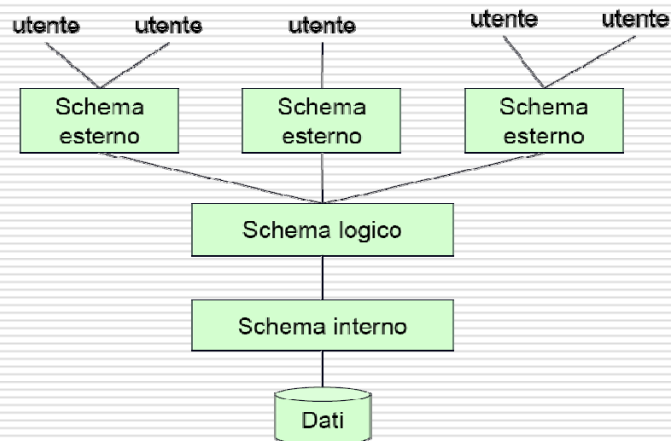 utente utente utente utente utente
Schema Schema Schema
esterno esterno esterno
Schema logico
Schema interno
Dati